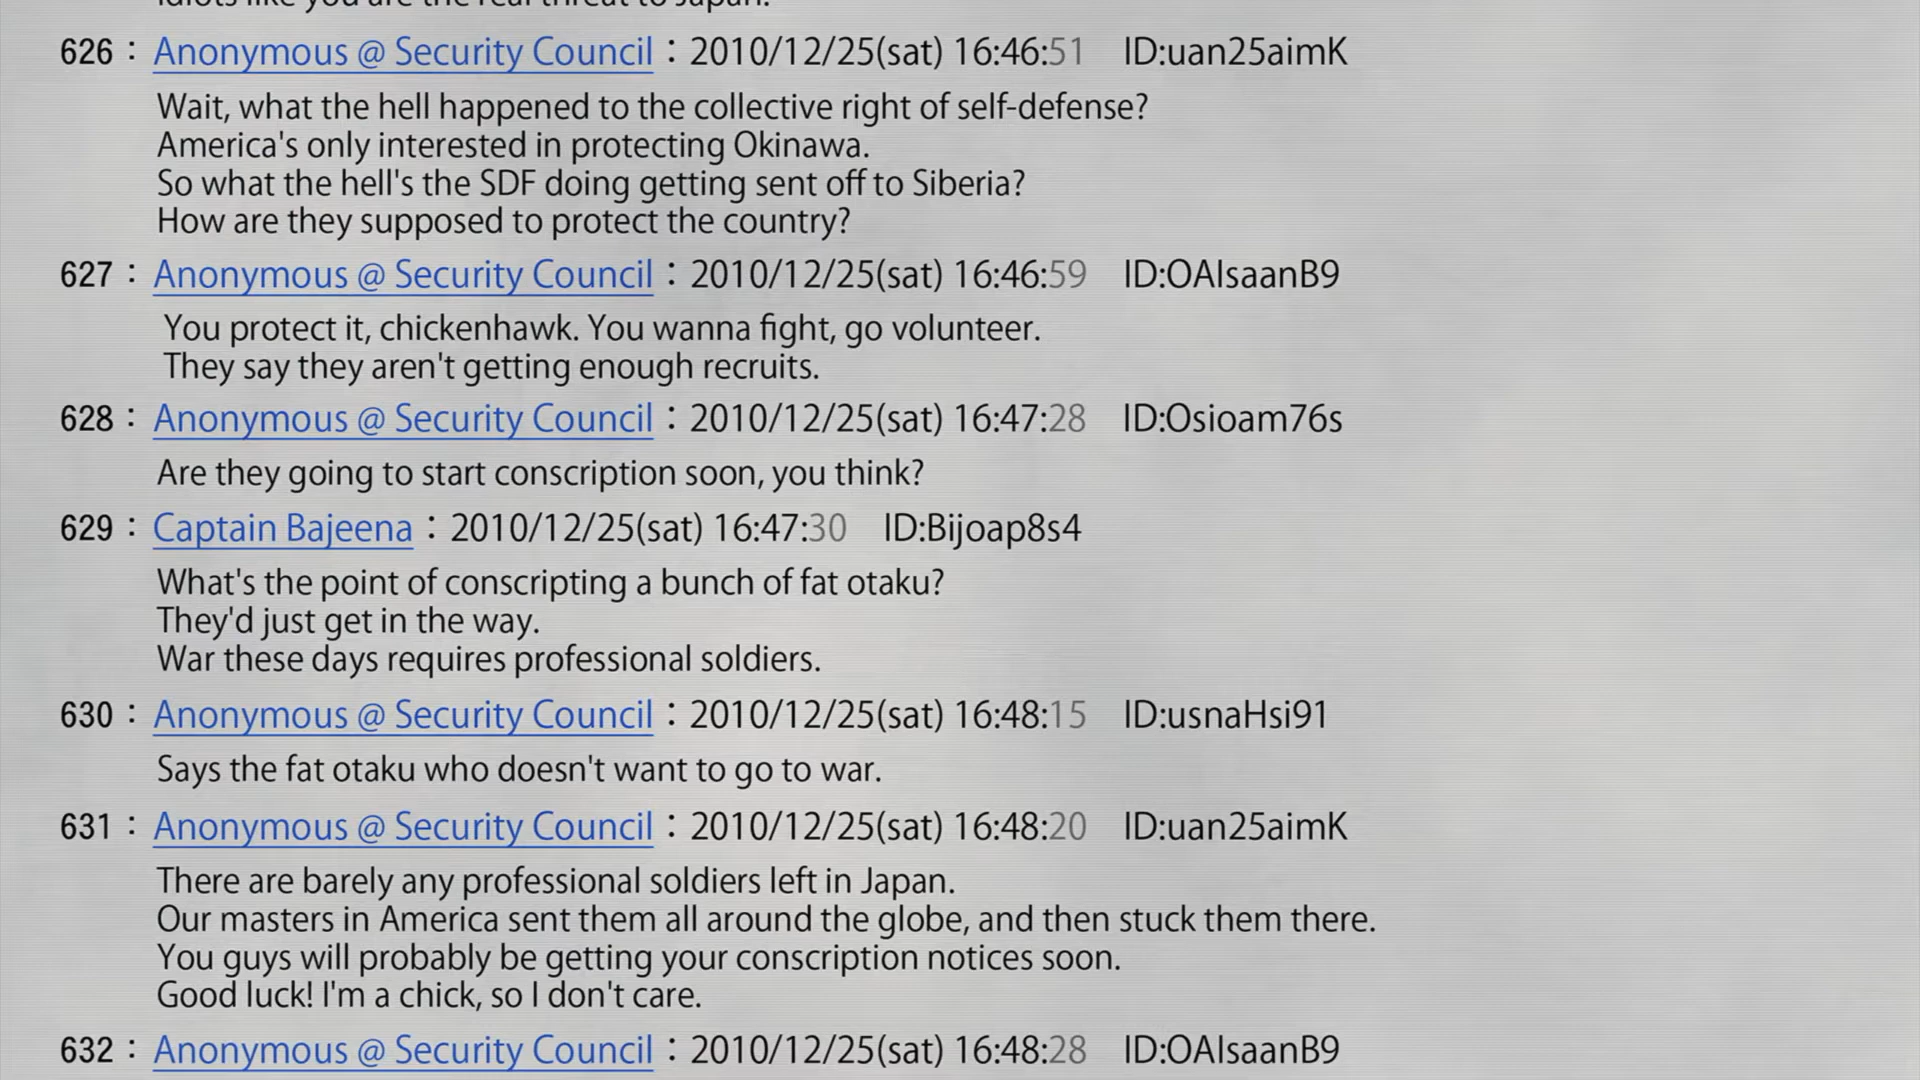 Idiots like you are the real threat to Japan.
626 : Anonymous @ Security Council : 2010/12/25(sat) 16:46:51 ID:uan25aimK
Wait, what the hell happened to the collective right of self-defense?
America's only interested in protecting Okinawa.
So what the hell's the SDF doing getting sent off to Siberia?
How are they supposed to protect the country?
627 : Anonymous @ Security Council : 2010/12/25(sat) 16:46:59 ID:OAIsaanB9
You protect it, chickenhawk. You wanna fight, go volunteer.
They say they aren't getting enough recruits.
628 : Anonymous @ Security Council : 2010/12/25(sat) 16:47:28 ID:Osioam76s
Are they going to start conscription soon, you think?
629 : Captain Bajeena : 2010/12/25(sat) 16:47:30 ID:Bijoap8s4
What's the point of conscripting a bunch of fat otaku?
They'd just get in the way.
War these days requires professional soldiers.
630 : Anonymous @ Security Council : 2010/12/25(sat) 16:48:15 ID:usnaHsi91
Says the fat otaku who doesn't want to go to war.
631 : Anonymous @ Security Council : 2010/12/25(sat) 16:48:20 ID:uan25aimK
There are barely any professional soldiers left in Japan.
Our masters in America sent them all around the globe, and then stuck them there.
You guys will probably be getting your conscription notices soon.
Good luck! I'm a chick, so I don't care.
632 : Anonymous @ Security Council : 2010/12/25(sat) 16:48:28 ID:OAIsaanB9